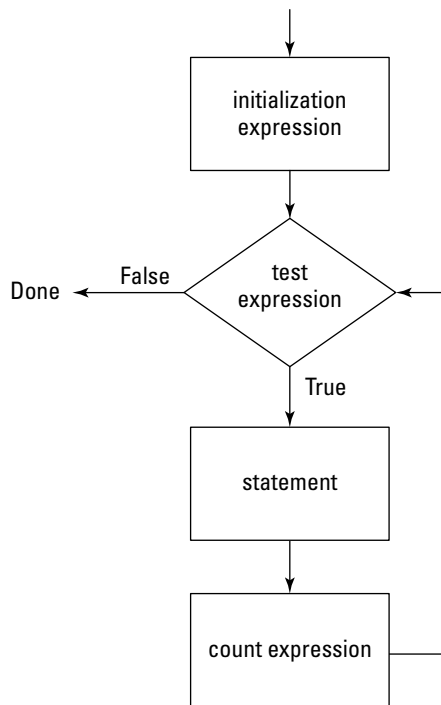 initialization
expression
test
expression
False
Done
True
statement
count expression